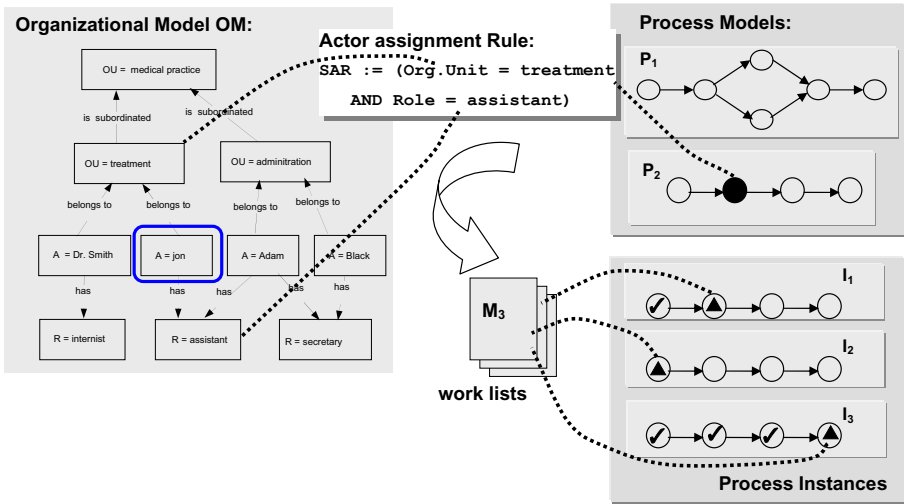 Organizational Model OM:
OU = medical practice
is subordinated
is subordinated
OU = treatment
OU = adminitration
belongs to
belongs to
belongs to
belongs to
A = Dr. Smith
A = jon
A = Adam
A = Black
has
has
has
has
R = internist
R = assistant
R = secretary
Actor assignment Rule:
SAR := (Org.Unit = treatment
AND Role = assistant)
M3
work lists
Process Models:
P1
P2
I1
I2
I3
Process Instances